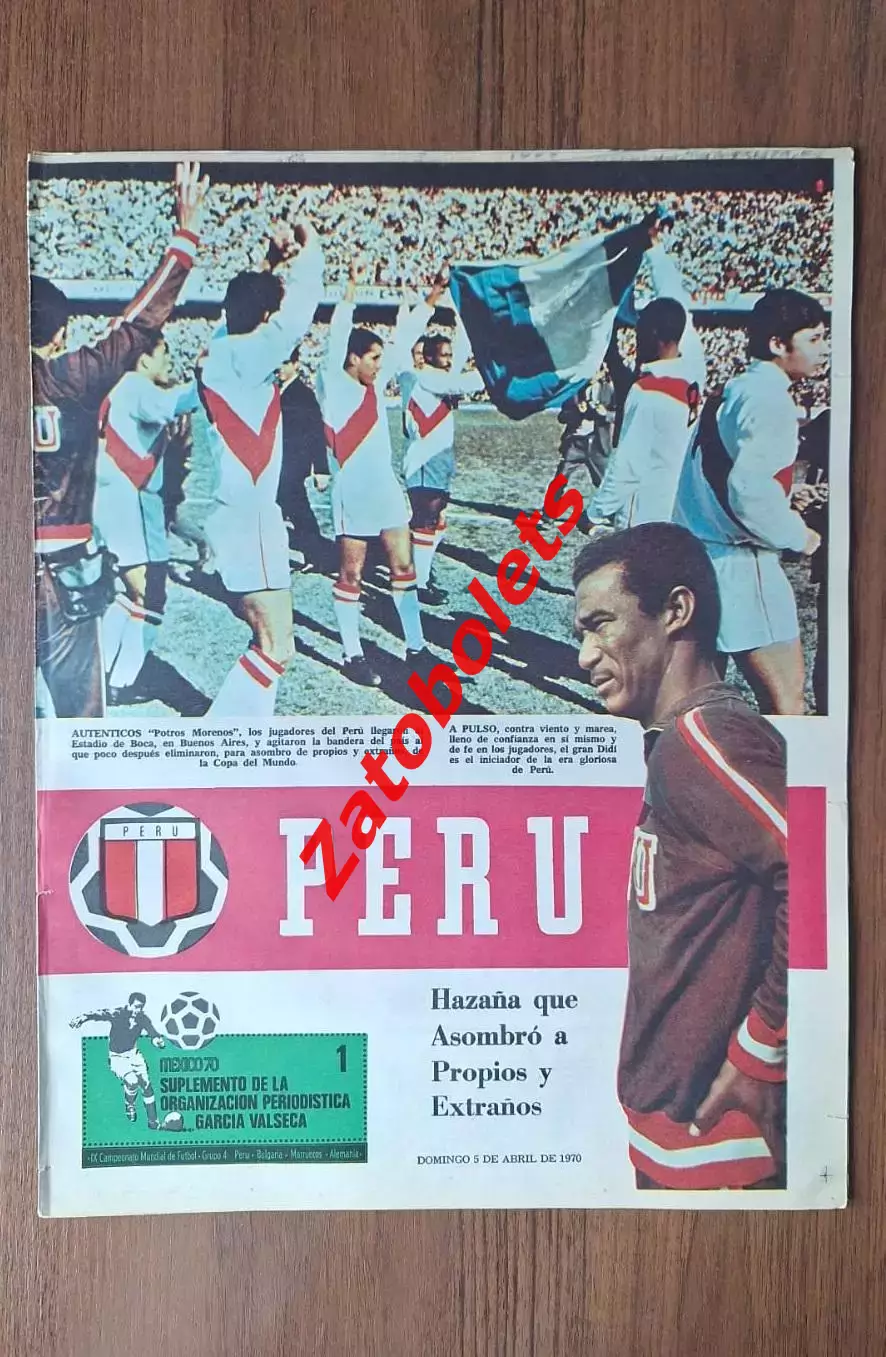 AUTENTICOS "Potros Morenos", los jugadores del Perú llegaron al
Estadio de Boca, en Buenos Aires, y agitaron la bandera del país al
que poco después eliminaron, para asombro de propios y extraños, de
la Copa del Mundo.
A PULSO, contra viento y marea,
lleno de confianza en sí mismo y
de fe en los jugadores, el gran Didí
es el iniciador de la era gloriosa
de Perú.
Zatobolets
PERU
PERU
Hazaña que
Asombró a
Propios y
Extraños
MEXICO70
1
SUPLEMENTO DE LA
ORGANIZACION PERIODISTICA
GARCIA VALSECA
·IX Campeonato Mundial de Futbol · Grupo 4 Peru · Bulgaria · Marruecos · Alemania·
DOMINGO 5 DE ABRIL DE 1970